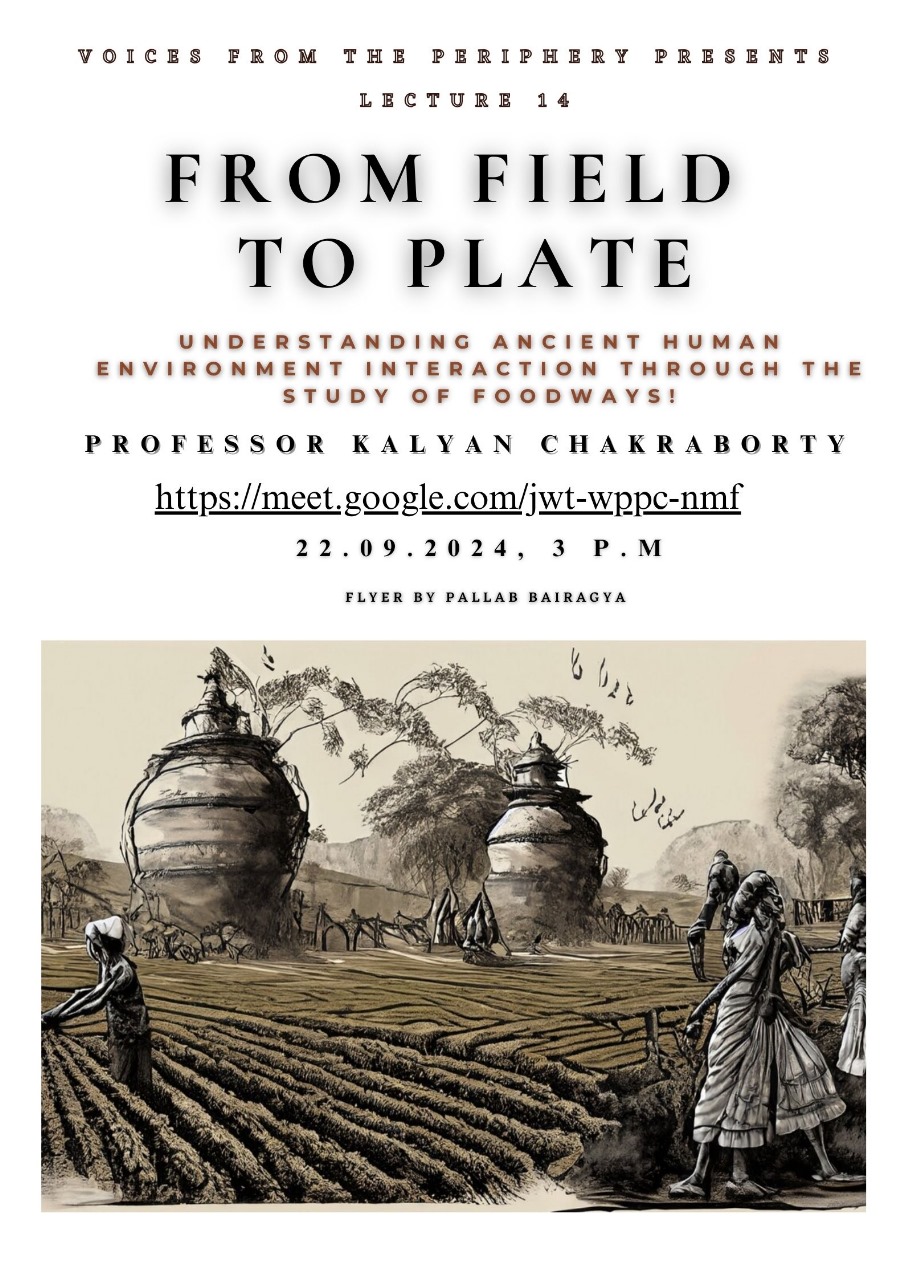 VOICES FROM THE PERIPHERY PRESENTS
LECTURE 14
FROM FIELD
TO PLATE
UNDERSTANDING ANCIENT HUMAN
ENVIRONMENT INTERACTION THROUGH THE
STUDY OF FOODWAYS!
PROFESSOR KALYAN CHAKRABORTY
https://meet.google.com/jwt-wppc-nmf
22.09.2024, 3 P.M
FLYER BY PALLAB BAIRAGYA